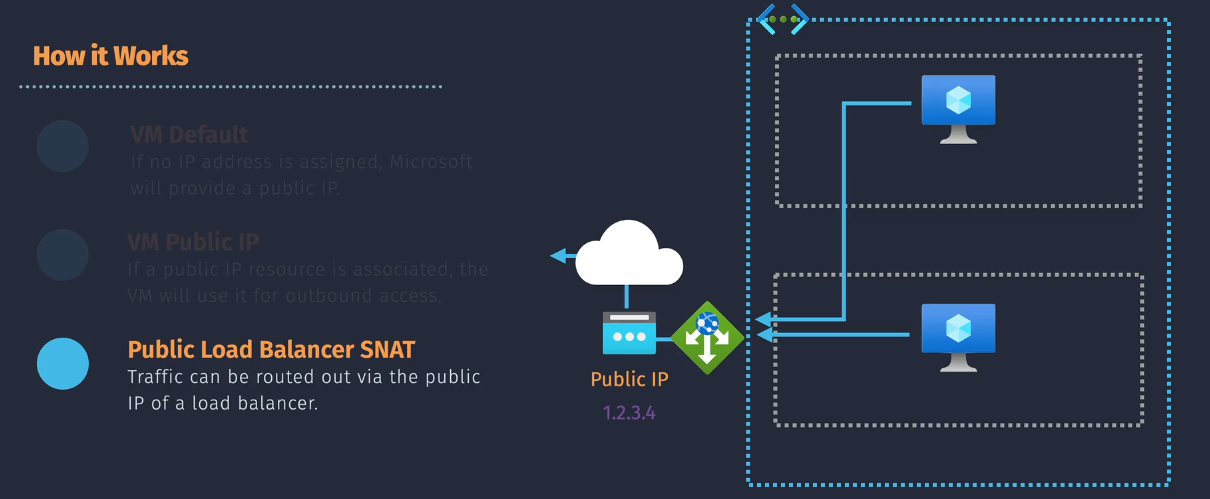 How it Works
VM Default
If no IP address is assigned, Microsoft
will provide a public IP.
VM Public IP
If a public IP resource is associated, the
VM will use it for outbound access.
Public Load Balancer SNAT
Traffic can be routed out via the public
IP of a load balancer.
Public IP
1.2.3.4